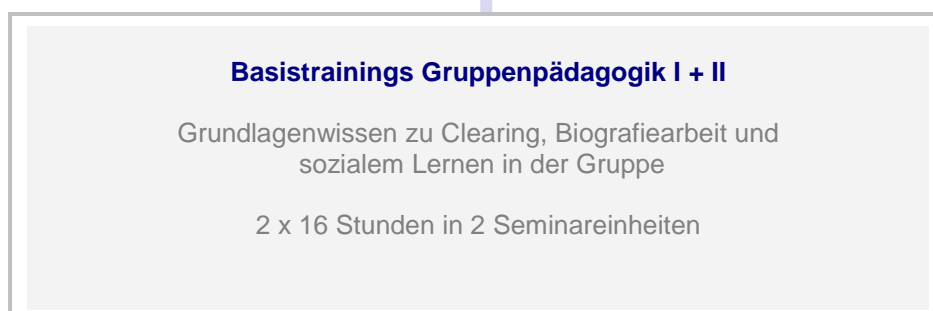 Basistrainings Gruppenpädagogik I + II
Grundlagenwissen zu Clearing, Biografiearbeit und
sozialem Lernen in der Gruppe
2 x 16 Stunden in 2 Seminareinheiten